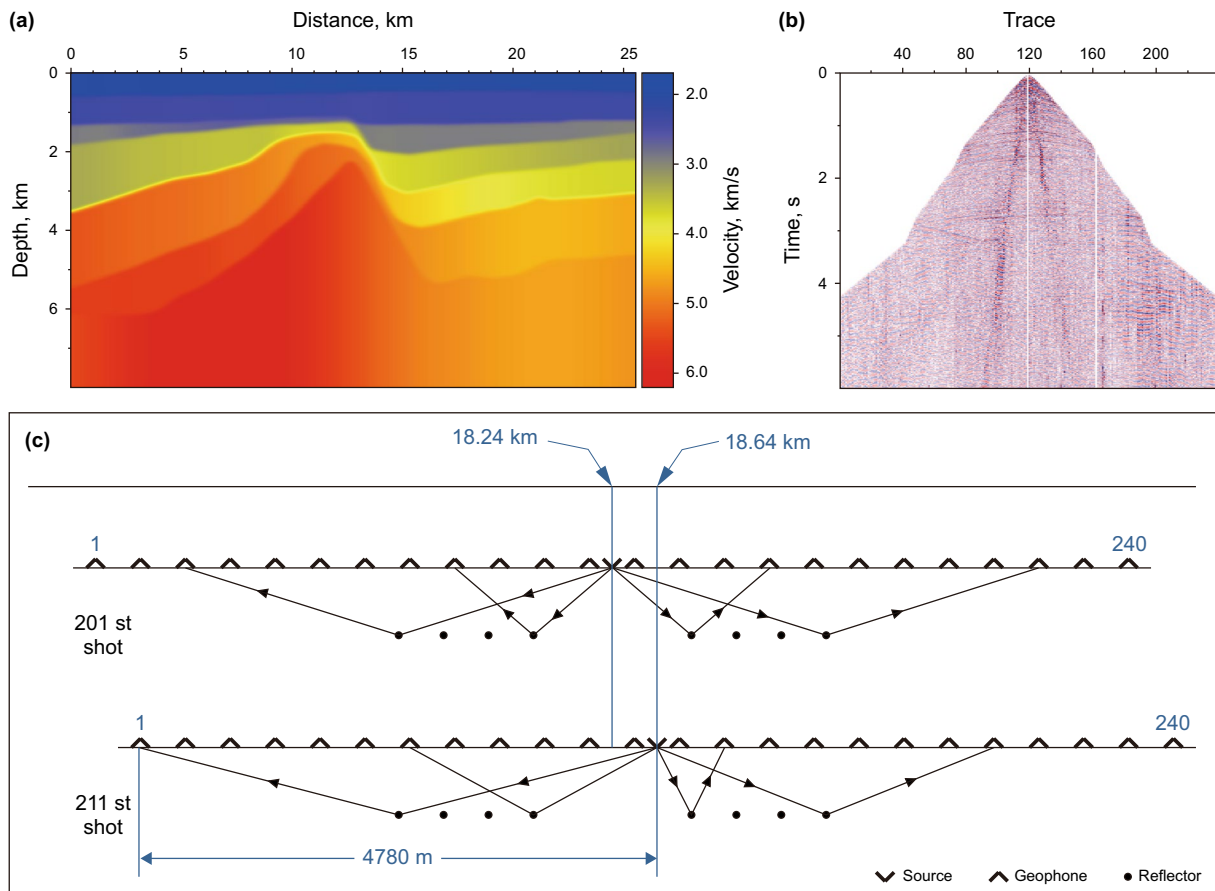 (a)
Distance, km
0 5 10 15 20 25
Depth, km
0
2
4
6
Velocity, km/s
2.0
3.0
4.0
5.0
6.0
(b)
Trace
40 80 120 160 200
Time, s
0
2
4
(c)
18.24 km 18.64 km
1 240
201 st
shot
1 240
211 st
shot
4780 m
Source Geophone Reflector